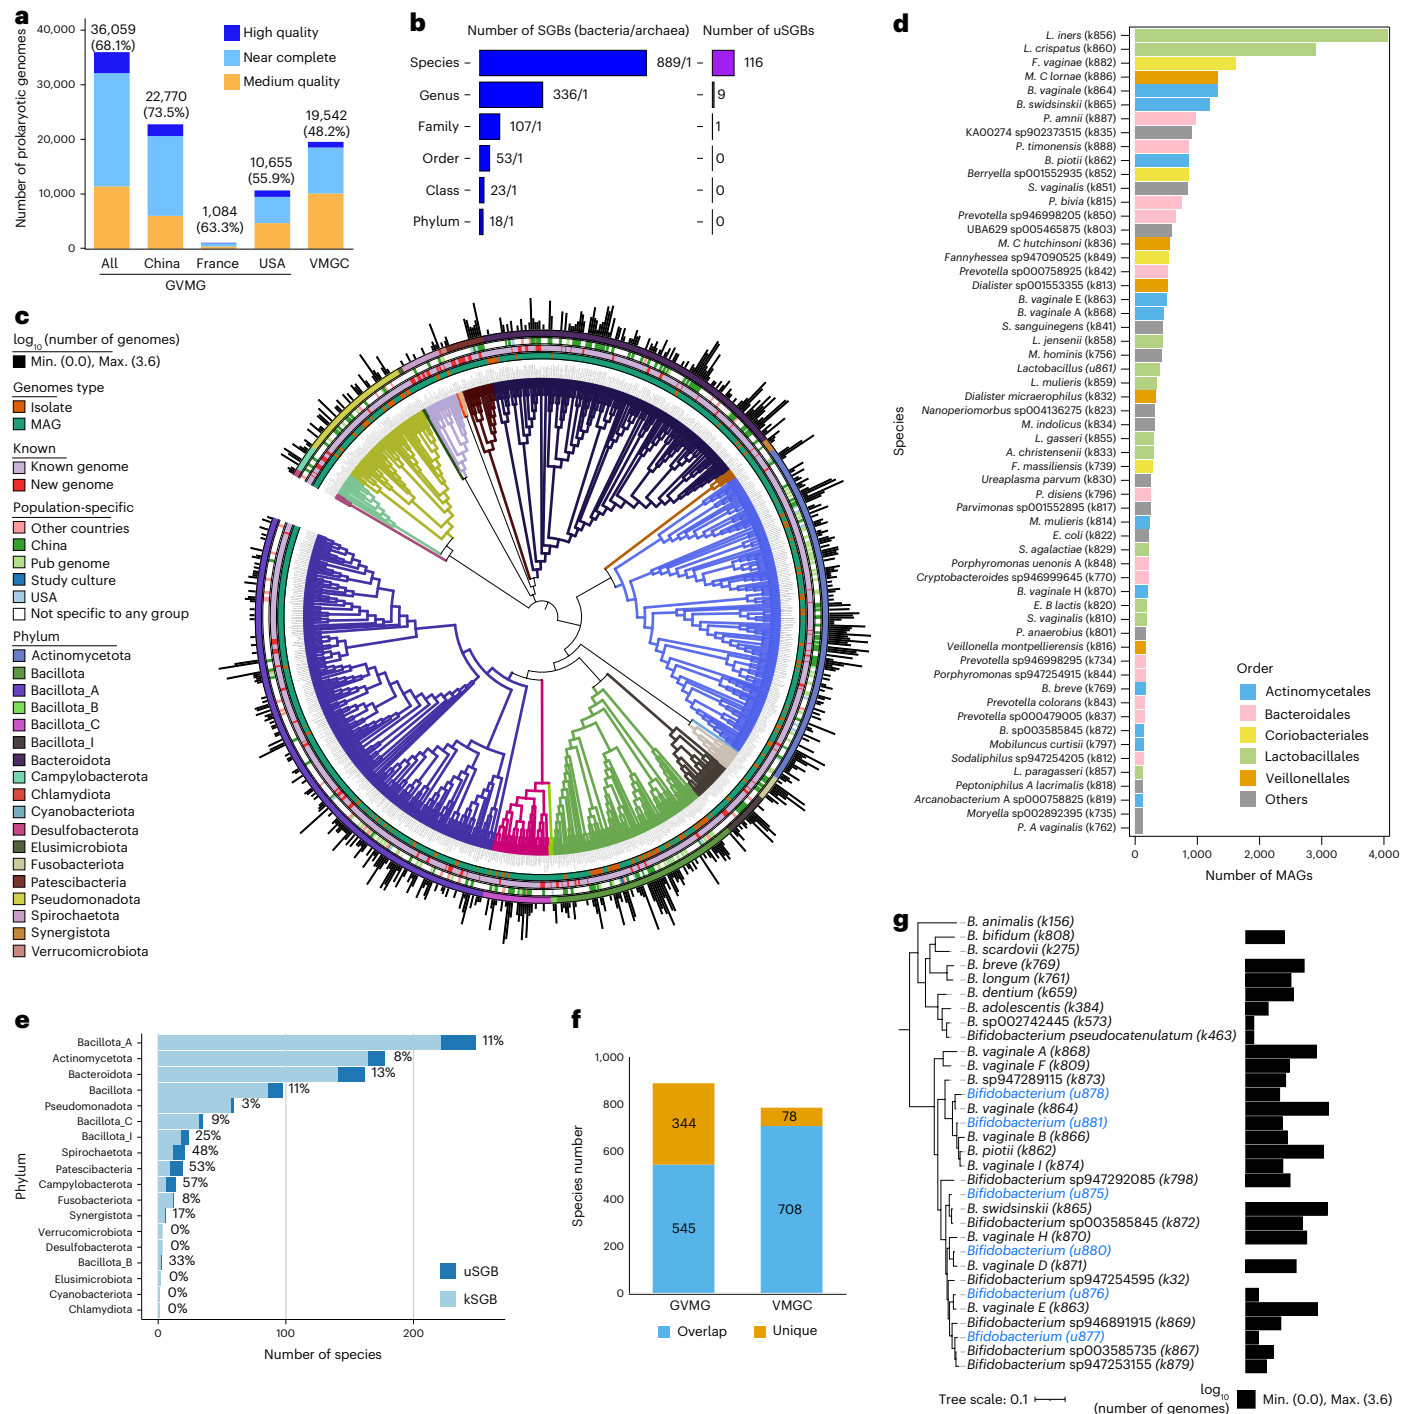 a
Number of prokaryotic genomes
40,000
30,000
20,000
10,000
0
36,059
(68.1%)
22,770
(73.5%)
1,084
(63.3%)
10,655
(55.9%)
19,542
(48.2%)
High quality
Near complete
Medium quality
All
China
France
USA
VMGC
GVMG
b
Number of SGBs (bacteria/archaea)
Number of uSGBs
Species
889/1
116
Genus
336/1
9
Family
107/1
1
Order
53/1
0
Class
23/1
0
Phylum
18/1
0
c
log10 (number of genomes)
Min. (0.0), Max. (3.6)
Genomes type
Isolate
MAG
Known
Known genome
New genome
Population-specific
Other countries
China
Pub genome
Study culture
USA
Not specific to any group
Phylum
Actinomycetota
Bacillota
Bacillota_A
Bacillota_B
Bacillota_C
Bacillota_I
Bacteroidota
Campylobacterota
Chlamydiota
Cyanobacteriota
Desulfobacterota
Elusimicrobiota
Fusobacteriota
Patescibacteria
Pseudomonadota
Spirochaetota
Synergistota
Verrucomicrobiota
d
Species
L. iners (k856)
L. crispatus (k860)
F. vaginae (k882)
M. C lornae (k886)
B. vaginale (k864)
B. swidsinskii (k865)
P. amnii (k887)
KA00274 sp902373515 (k835)
P. timonensis (k888)
B. piotii (k862)
Berryella sp001552935 (k852)
S. vaginalis (k851)
P. bivia (k815)
Prevotella sp946998205 (k850)
UBA629 sp005465875 (k803)
M. C hutchinsoni (k836)
Fannyhessea sp947090525 (k849)
Prevotella sp000758925 (k842)
Dialister sp001553355 (k813)
B. vaginale E (k863)
B. vaginale A (k868)
S. sanguinegens (k841)
L. jensenii (k858)
M. hominis (k756)
Lactobacillus (u861)
L. mulieris (k859)
Dialister micraerophilus (k832)
Nanoperiomorbus sp004136275 (k823)
M. indolicus (k834)
L. gasseri (k855)
A. christensenii (k833)
F. massiliensis (k739)
Ureaplasma parvum (k830)
P. disiens (k796)
Parvimonas sp001552895 (k817)
M. mulieris (k814)
E. coli (k822)
S. agalactiae (k829)
Porphyromonas uenonis A (k848)
Cryptobacteroides sp946999645 (k770)
B. vaginale H (k870)
E. B lactis (k820)
S. vaginalis (k810)
P. anaerobius (k801)
Veillonella montpellierensis (k816)
Prevotella sp946998295 (k734)
Porphyromonas sp947254915 (k844)
B. breve (k769)
Prevotella colorans (k843)
Prevotella sp000479005 (k837)
B. sp003585845 (k872)
Mobiluncus curtisii (k797)
Sodaliphilus sp947254205 (k812)
L. paragasseri (k857)
Peptoniphilus A lacrimalis (k818)
Arcanobacterium A sp000758825 (k819)
Moryella sp002892395 (k735)
P. A vaginalis (k762)
0
1,000
2,000
3,000
4,000
Number of MAGs
Order
Actinomycetales
Bacteroidales
Coriobacteriales
Lactobacillales
Veillonellales
Others
e
Phylum
Bacillota_A
11%
Actinomycetota
8%
Bacteroidota
13%
Bacillota
11%
Pseudomonadota
3%
Bacillota_C
9%
Bacillota_I
25%
Spirochaetota
48%
Patescibacteria
53%
Campylobacterota
57%
Fusobacteriota
8%
Synergistota
17%
Verrucomicrobiota
0%
Desulfobacterota
0%
Bacillota_B
33%
Elusimicrobiota
0%
Cyanobacteriota
0%
Chlamydiota
0%
uSGB
kSGB
0
100
200
Number of species
f
Species number
1,000
800
600
400
200
0
344
545
78
708
GVMG
VMGC
Overlap
Unique
g
B. animalis (k156)
B. bifidum (k808)
B. scardovii (k275)
B. breve (k769)
B. longum (k761)
B. dentium (k659)
B. adolescentis (k384)
B. sp002742445 (k573)
Bifidobacterium pseudocatenulatum (k463)
B. vaginale A (k868)
B. vaginale F (k809)
B. sp947289115 (k873)
Bifidobacterium (u878)
B. vaginale (k864)
Bifidobacterium (u881)
B. vaginale B (k866)
B. piotii (k862)
B. vaginale I (k874)
Bifidobacterium sp947292085 (k798)
Bifidobacterium (u875)
B. swidsinskii (k865)
Bifidobacterium sp003585845 (k872)
B. vaginale H (k870)
Bifidobacterium (u880)
B. vaginale D (k871)
Bifidobacterium sp947254595 (k32)
Bifidobacterium (u876)
B. vaginale E (k863)
Bifidobacterium sp946891915 (k869)
Bfidobacterium (u877)
Bifidobacterium sp003585735 (k867)
Bifidobacterium sp947253155 (k879)
Tree scale: 0.1
log10
(number of genomes)
Min. (0.0), Max. (3.6)